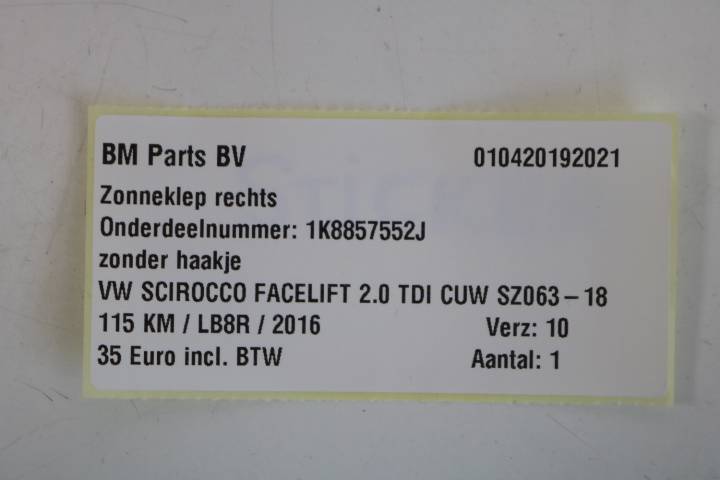 BM Parts BV 010420192021
Zonneklep rechts
Onderdeelnummer: 1K8857552J
zonder haakje
VW SCIROCCO FACELIFT 2.0 TDI CUW SZ063-18
115 KM / LB8R / 2016 Verz: 10
35 Euro incl. BTW Aantal: 1